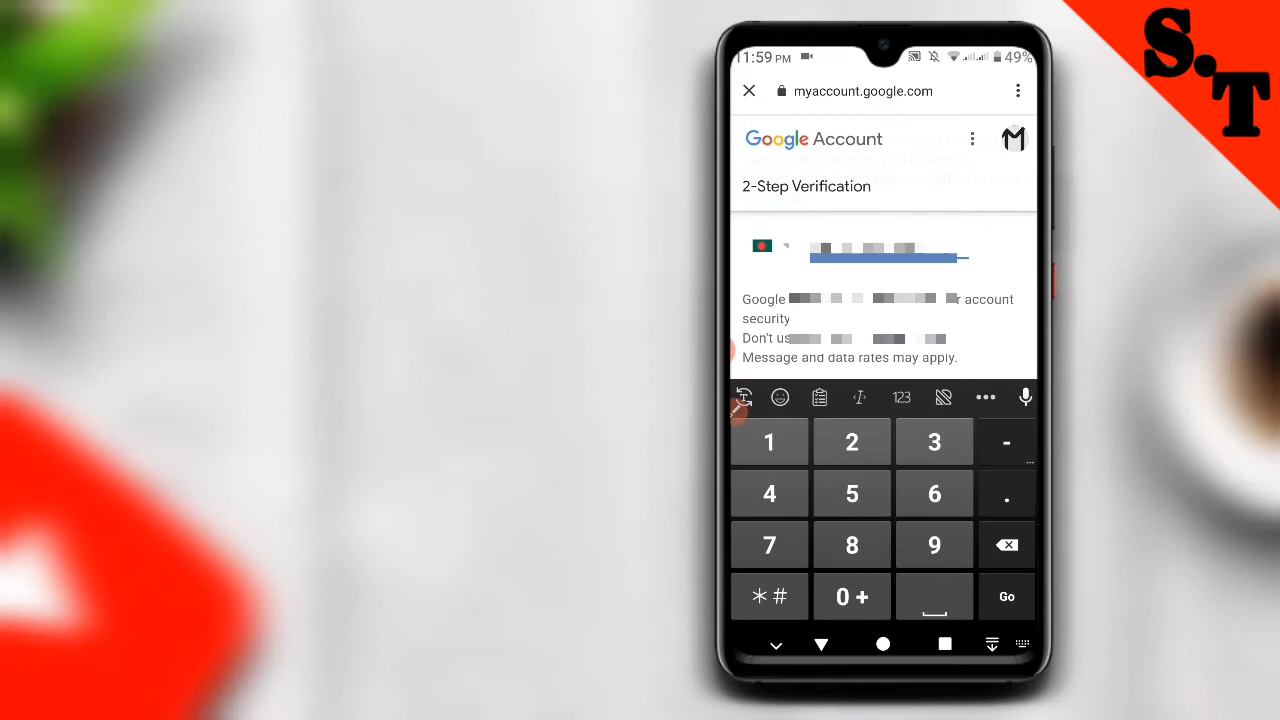 S.T
11:59 PM 49%
myaccount.google.com
Google Account
M
2-Step Verification
Google account
security
Don't us
Message and data rates may apply.
T 123
1 2 3 -
4 5 6 .
7 8 9
*# 0 + Go